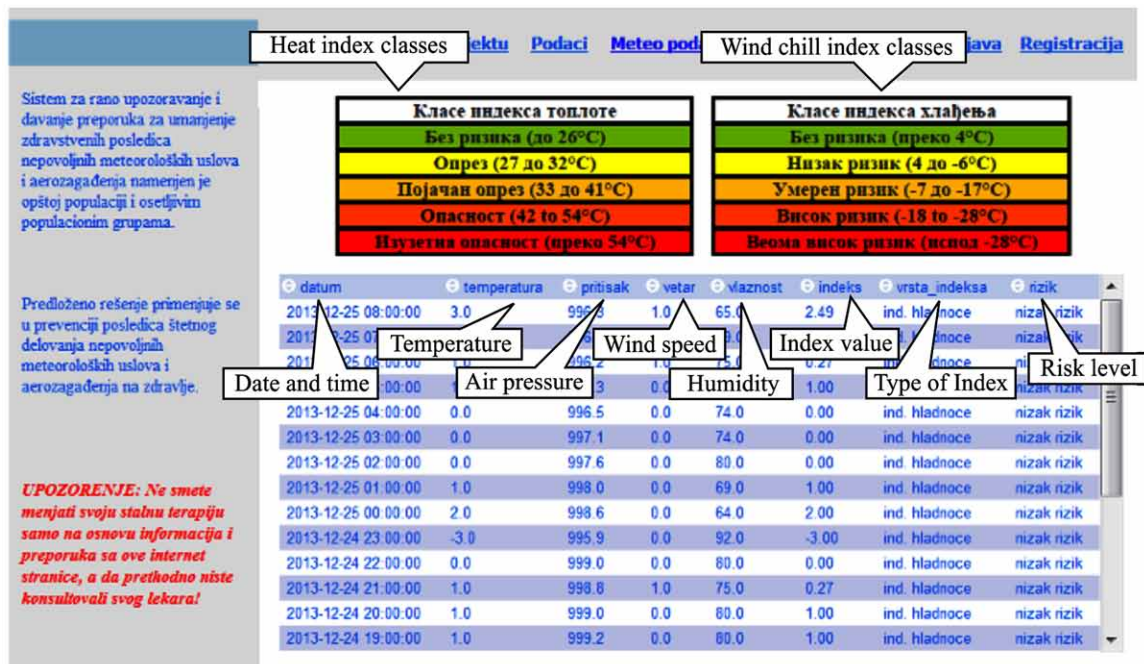 Heat index classes
Wind chill index classes
Podaci
Registracija
Sistem za rano upozoravanje i
davanje preporuka za umanjenje
zdravstvenih posledica
nepovoljnih meteoroloških uslova
i aerozagađenja namenjen je
opštoj populaciji i osetljivim
populacionim grupama.
Predloženo rešenje primenjuje se
u prevenciji posledica štetnog
delovanja nepovoljnih
meteoroloških uslova i
aerozagađenja na zdravlje.
UPOZORENJE: Ne smete
menjati svoju stalnu terapiju
samo na osnovu informacija i
preporuka sa ove internet
stranice, a da prethodno niste
konsultovali svog lekara!
Класе индекса топлоте
Без ризика (до 26°C)
Опрез (27 до 32°C)
Појачан опрез (33 до 41°C)
Опасност (42 to 54°C)
Изузетна опасност (преко 54°C)
Класе индекса хлађења
Без ризика (преко 4°C)
Низак ризик (4 до -6°C)
Умерен ризик (-7 до -17°C)
Висок ризик (-18 to -28°C)
Веома висок ризик (испод -28°C)
datum temperatura pritisak vetar vlaznost indeks vrsta_indeksa rizik
08:00:00 3.0 1.0 2.49 ind. hladnoce nizak rizik
Temperature
Wind speed
Index value
Date and time
Air pressure
Humidity
Type of Index
Risk level
2013-12-25 04:00:00 0.0 996.5 0.0 74.0 0.00 ind. hladnoce nizak rizik
2013-12-25 03:00:00 0.0 997.1 0.0 74.0 0.00 ind. hladnoce nizak rizik
2013-12-25 02:00:00 0.0 997.6 0.0 80.0 0.00 ind. hladnoce nizak rizik
2013-12-25 01:00:00 1.0 998.0 0.0 69.0 1.00 ind. hladnoce nizak rizik
2013-12-25 00:00:00 2.0 998.6 0.0 64.0 2.00 ind. hladnoce nizak rizik
2013-12-24 23:00:00 -3.0 995.9 0.0 92.0 -3.00 ind. hladnoce nizak rizik
2013-12-24 22:00:00 0.0 999.0 0.0 80.0 0.00 ind. hladnoce nizak rizik
2013-12-24 21:00:00 1.0 998.8 1.0 75.0 0.27 ind. hladnoce nizak rizik
2013-12-24 20:00:00 1.0 999.0 0.0 80.0 1.00 ind. hladnoce nizak rizik
2013-12-24 19:00:00 1.0 999.2 0.0 80.0 1.00 ind. hladnoce nizak rizik